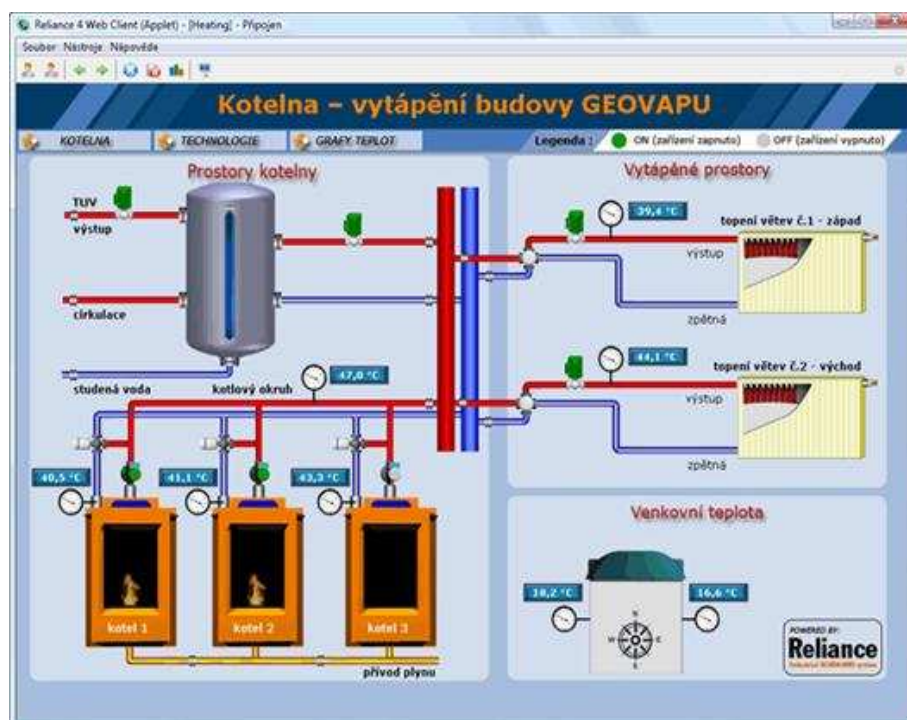 Reliance 4 Web Client (Applet) - [Heating] - Připojen
Soubor Nástroje Nápověda
Kotelna – vytápění budovy GEOVAPU
KOTELNA
TECHNOLOGIE
GRAFY TEPLOT
Legenda :
ON (zařízení zapnuto)
OFF (zařízení vypnuto)
Prostory kotelny
TUV
výstup
cirkulace
studená voda
kotlový okruh
47,0 °C
40,5 °C
41,1 °C
43,3 °C
kotel 1
kotel 2
kotel 3
přívod plynu
Vytápěné prostory
39,4 °C
topení větev č.1 - západ
výstup
zpětná
44,1 °C
topení větev č.2 - východ
výstup
zpětná
Venkovní teplota
18,2 °C
16,6 °C
N
W
E
S
POWERED BY:
Reliance